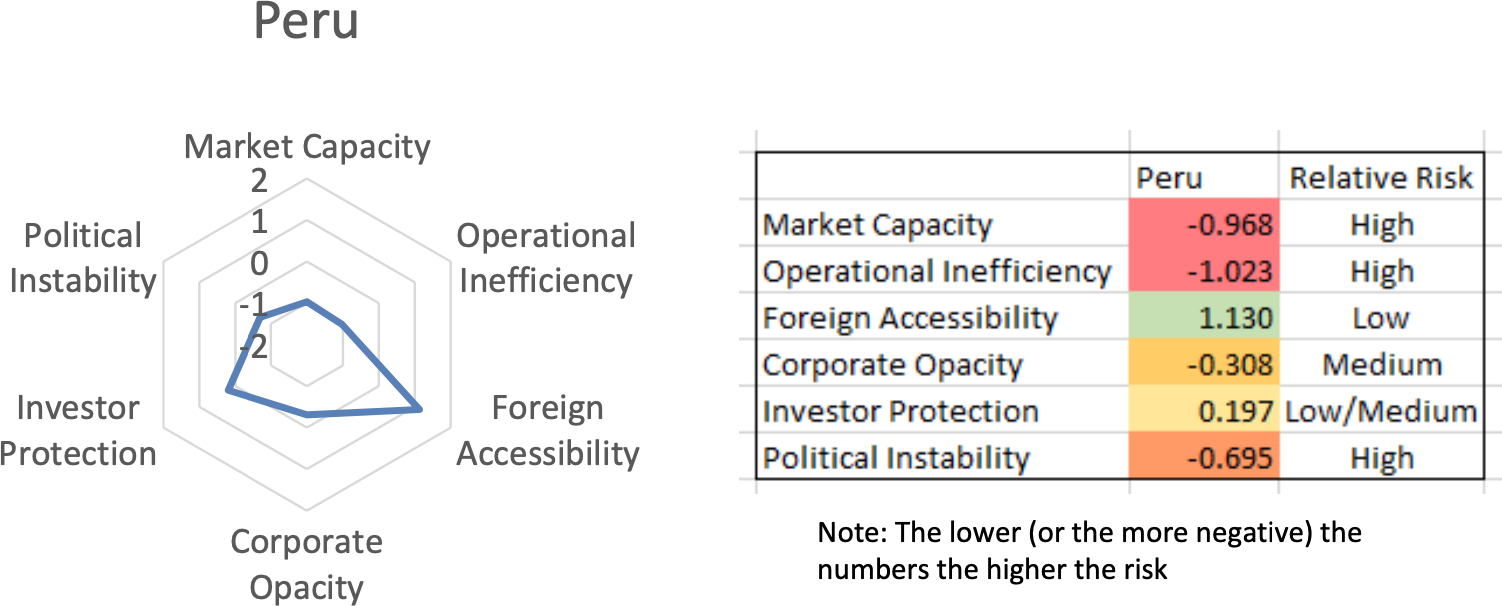 Peru
Market Capacity
2
1
0
-1
-2
Political
Instability
Operational
Inefficiency
Investor
Protection
Foreign
Accessibility
Corporate
Opacity
Peru Relative Risk
Market Capacity -0.968 High
Operational Inefficiency -1.023 High
Foreign Accessibility 1.130 Low
Corporate Opacity -0.308 Medium
Investor Protection 0.197 Low/Medium
Political Instability -0.695 High
Note: The lower (or the more negative) the
numbers the higher the risk